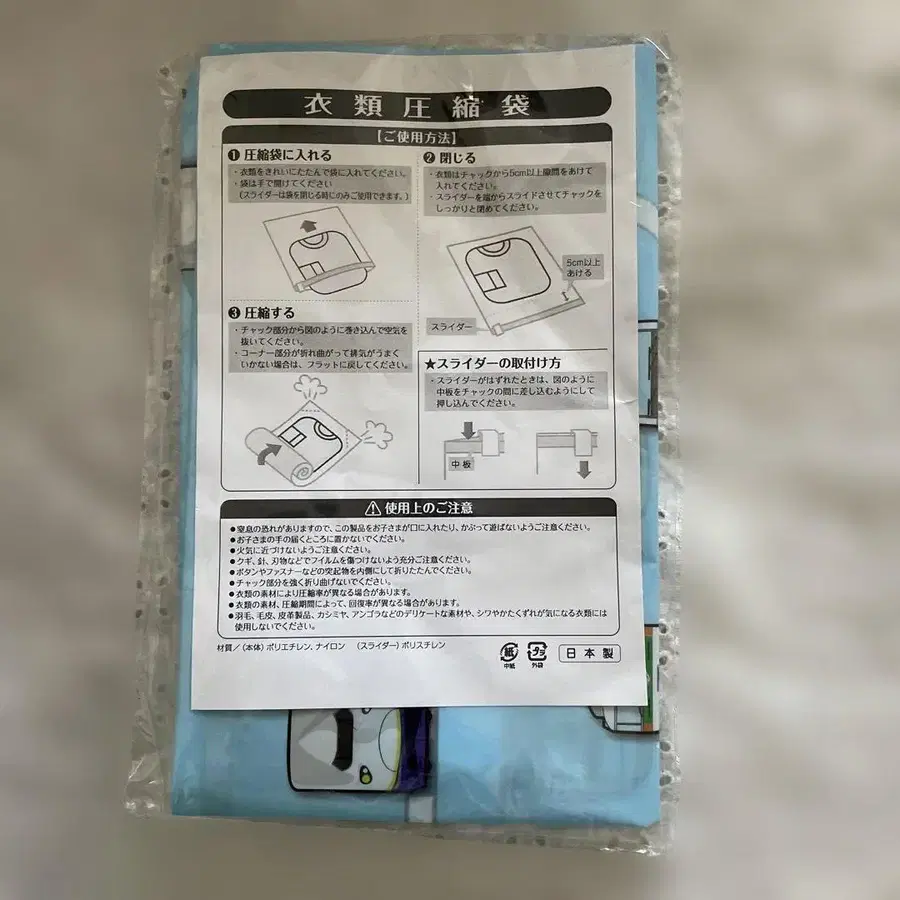 衣類圧縮袋
【ご使用方法】
❶ 圧縮袋に入れる
・衣類をきれいにたたんで袋に入れてください。
・袋は手で開けてください
(スライダーは袋を閉じる時にのみご使用できます。)
❷ 閉じる
・衣類はチャックから5cm以上隙間をあけて
入れてください。
・スライダーを端からスライドさせてチャックを
しっかりと閉めてください。
5cm以上
あける
スライダー
❸ 圧縮する
・チャック部分から図のように巻き込んで空気を
抜いてください。
・コーナー部分が折れ曲がって排気がうまく
いかない場合は、フラットに戻してください。
★スライダーの取付け方
・スライダーがはずれたときは、図のように
中板をチャックの間に差し込むようにして
押し込んでください。
中板
⚠使用上のご注意
●窒息の恐れがありますので、この製品をお子さまが口に入れたり、かぶって遊ばないようご注意ください。
●お子さまの手の届くところに置かないでください。
●火気に近づけないようご注意ください。
●クギ、針、刃物などでフイルムを傷つけないよう充分ご注意ください。
●ボタンやファスナーなどの突起物を内側にして折りたたんでください。
●チャック部分を強く折り曲げないでください。
●衣類の素材により圧縮率が異なる場合があります。
●衣類の素材、圧縮期間によって、回復率が異なる場合があります。
●羽毛、毛皮、皮革製品、カシミヤ、アンゴラなどのデリケートな素材や、シワやかたくずれが気になる衣類には
使用しないでください。
材質／(本体)ポリエチレン、ナイロン (スライダー)ポリスチレン
紙
中紙
プラ
外袋
日本製